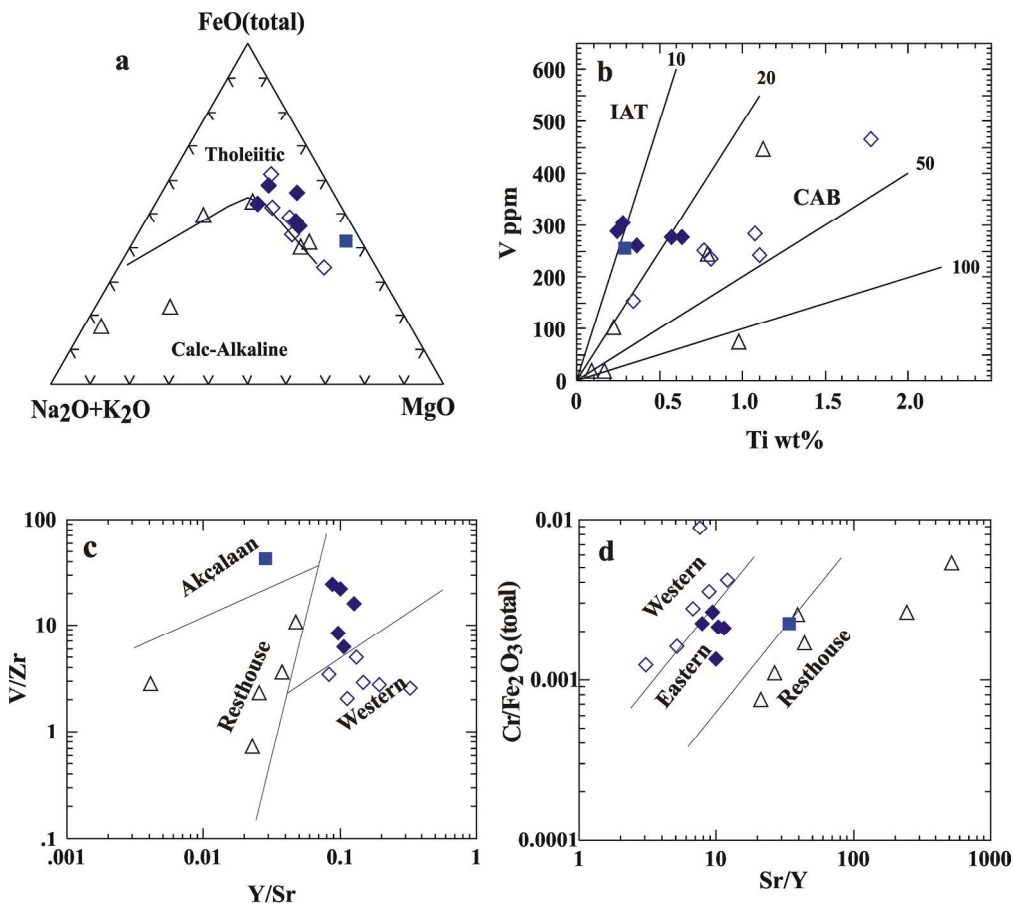 FeO(total)
a
Tholeiitic
Calc-Alkaline
Na2O+K2O
MgO
b
600
500
400
300
200
100
0
V ppm
10
20
50
100
IAT
CAB
0
0.5
1.0
1.5
2.0
Ti wt%
c
100
10
1
.1
V/Zr
Akçalaan
Resthouse
Western
.001
0.01
0.1
1
Y/Sr
d
0.01
0.001
0.0001
Cr/Fe2O3(total)
Western
Eastern
Resthouse
1
10
100
1000
Sr/Y